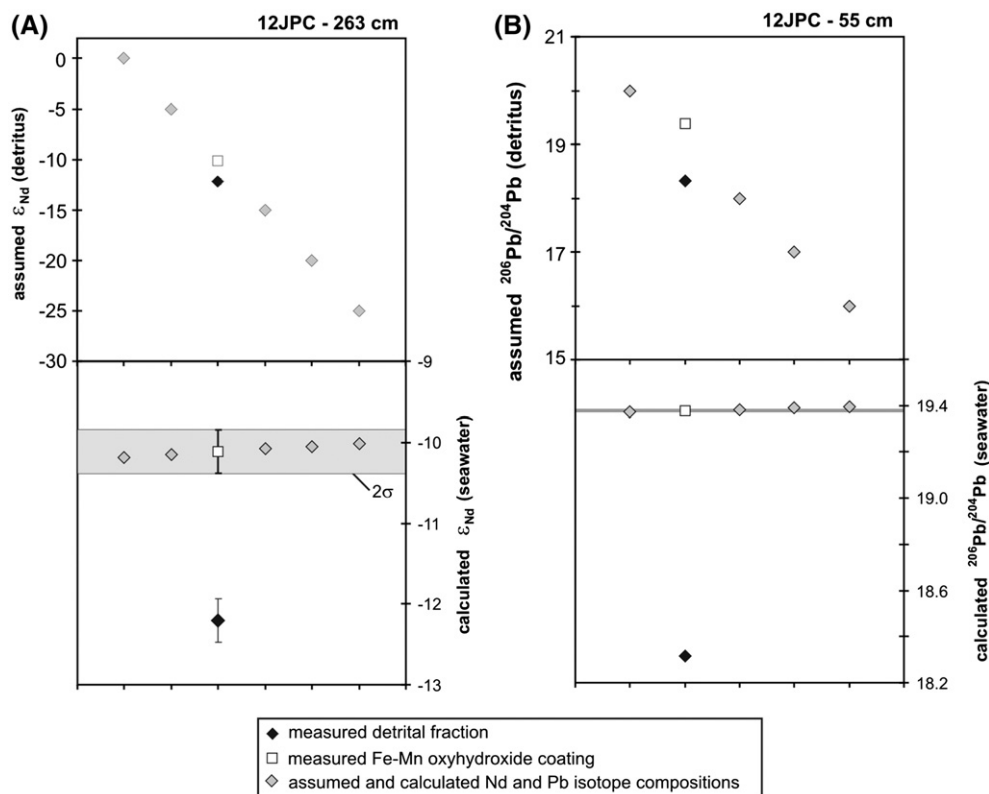 (A)
12JPC - 263 cm
0
-5
-10
-15
-20
-25
-30
assumed εNd (detritus)
-9
-10
-11
-12
-13
calculated εNd (seawater)
2σ
(B)
12JPC - 55 cm
21
19
17
15
assumed 206Pb/204Pb (detritus)
19.4
19.0
18.6
18.2
calculated 206Pb/204Pb (seawater)
measured detrital fraction
measured Fe-Mn oxyhydroxide coating
assumed and calculated Nd and Pb isotope compositions